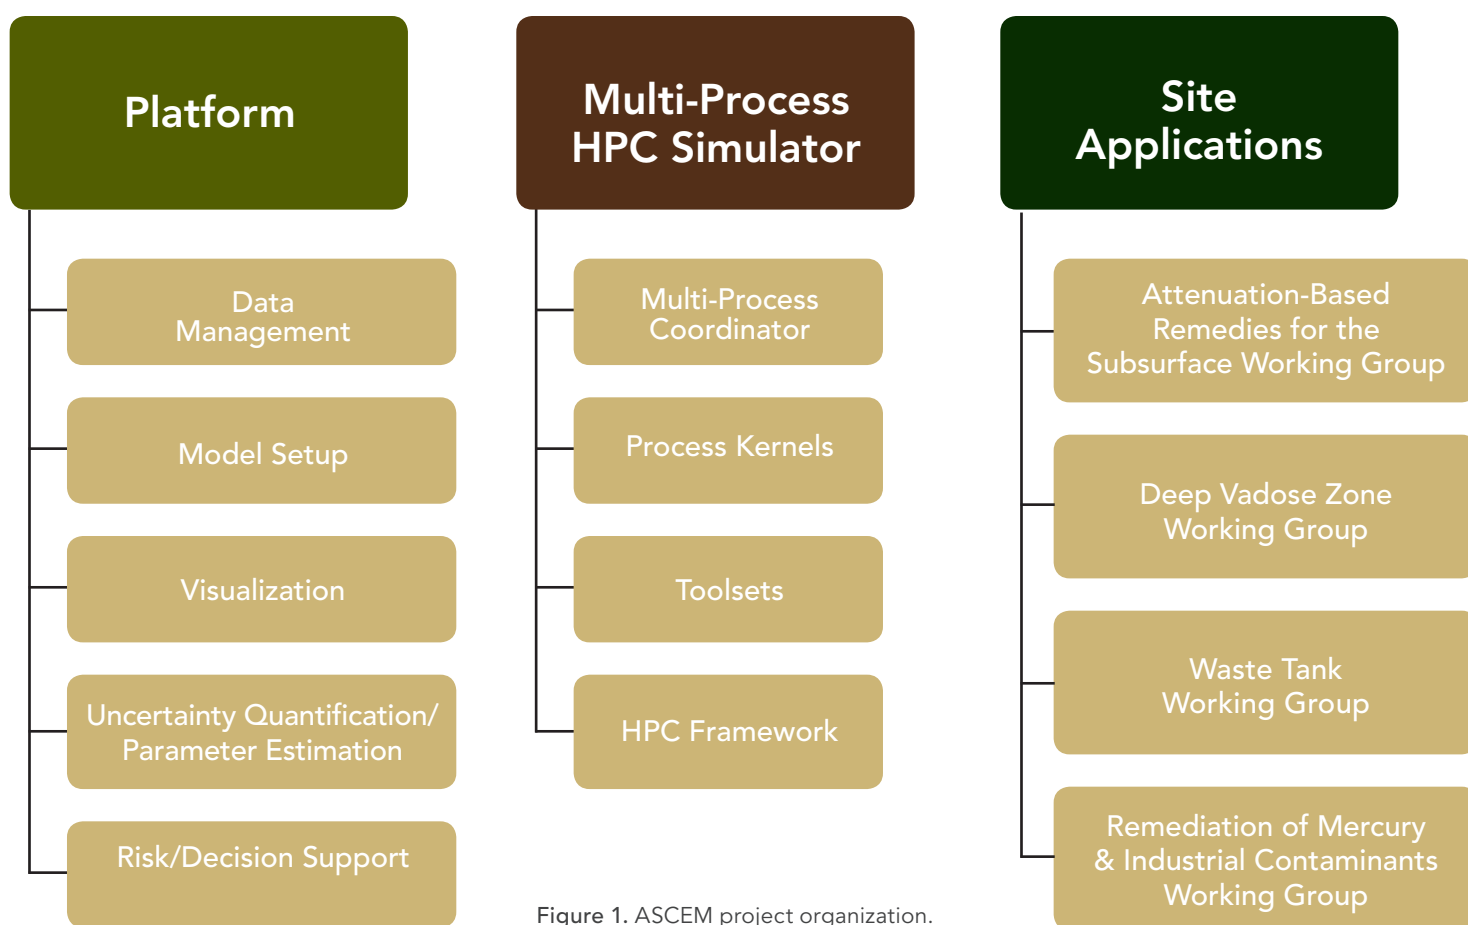 Platform
Data
Management
Model Setup
Visualization
Uncertainty Quantification/
Parameter Estimation
Risk/Decision Support
Multi-Process
HPC Simulator
Multi-Process
Coordinator
Process Kernels
Toolsets
HPC Framework
Site
Applications
Attenuation-Based
Remedies for the
Subsurface Working Group
Deep Vadose Zone
Working Group
Waste Tank
Working Group
Remediation of Mercury
& Industrial Contaminants
Working Group
Figure 1. ASCEM project organization.